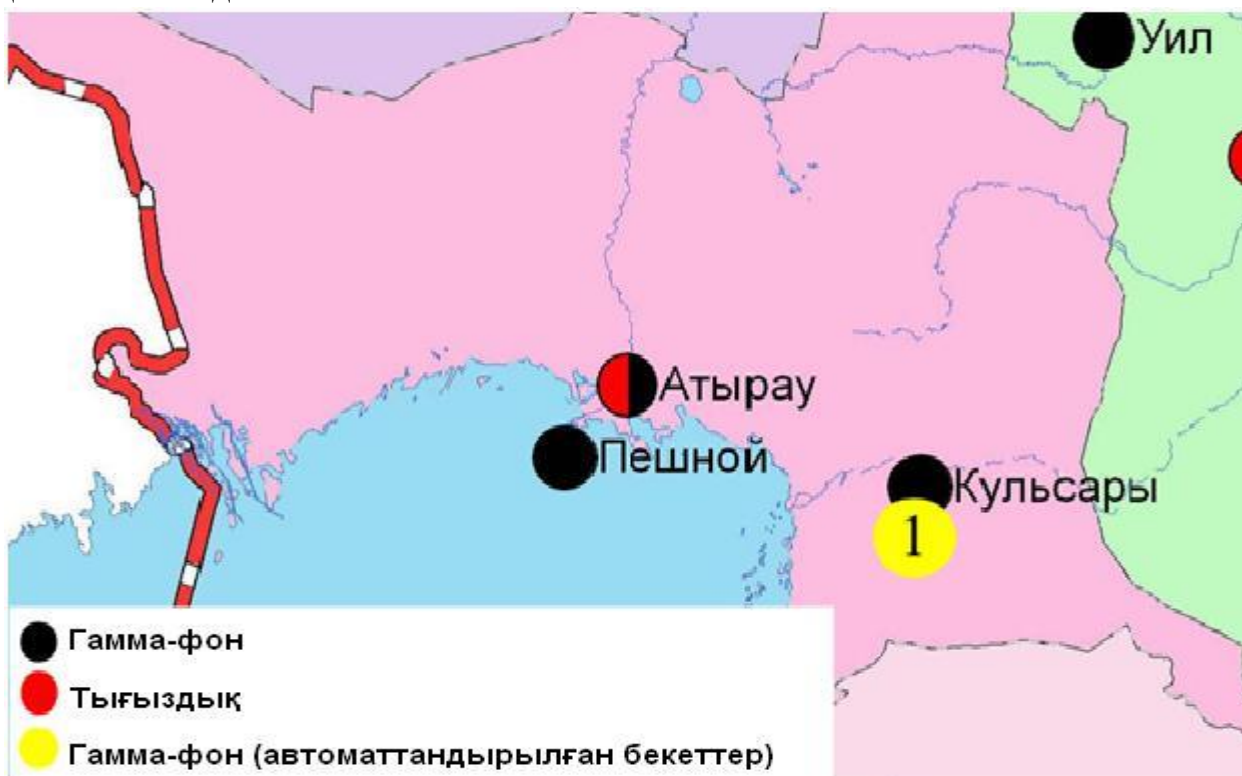 Уил
Атырау
Пешной
Кульсары
1
Гамма-фон
Тығыздық
Гамма-фон (автоматтандырылған бекеттер)